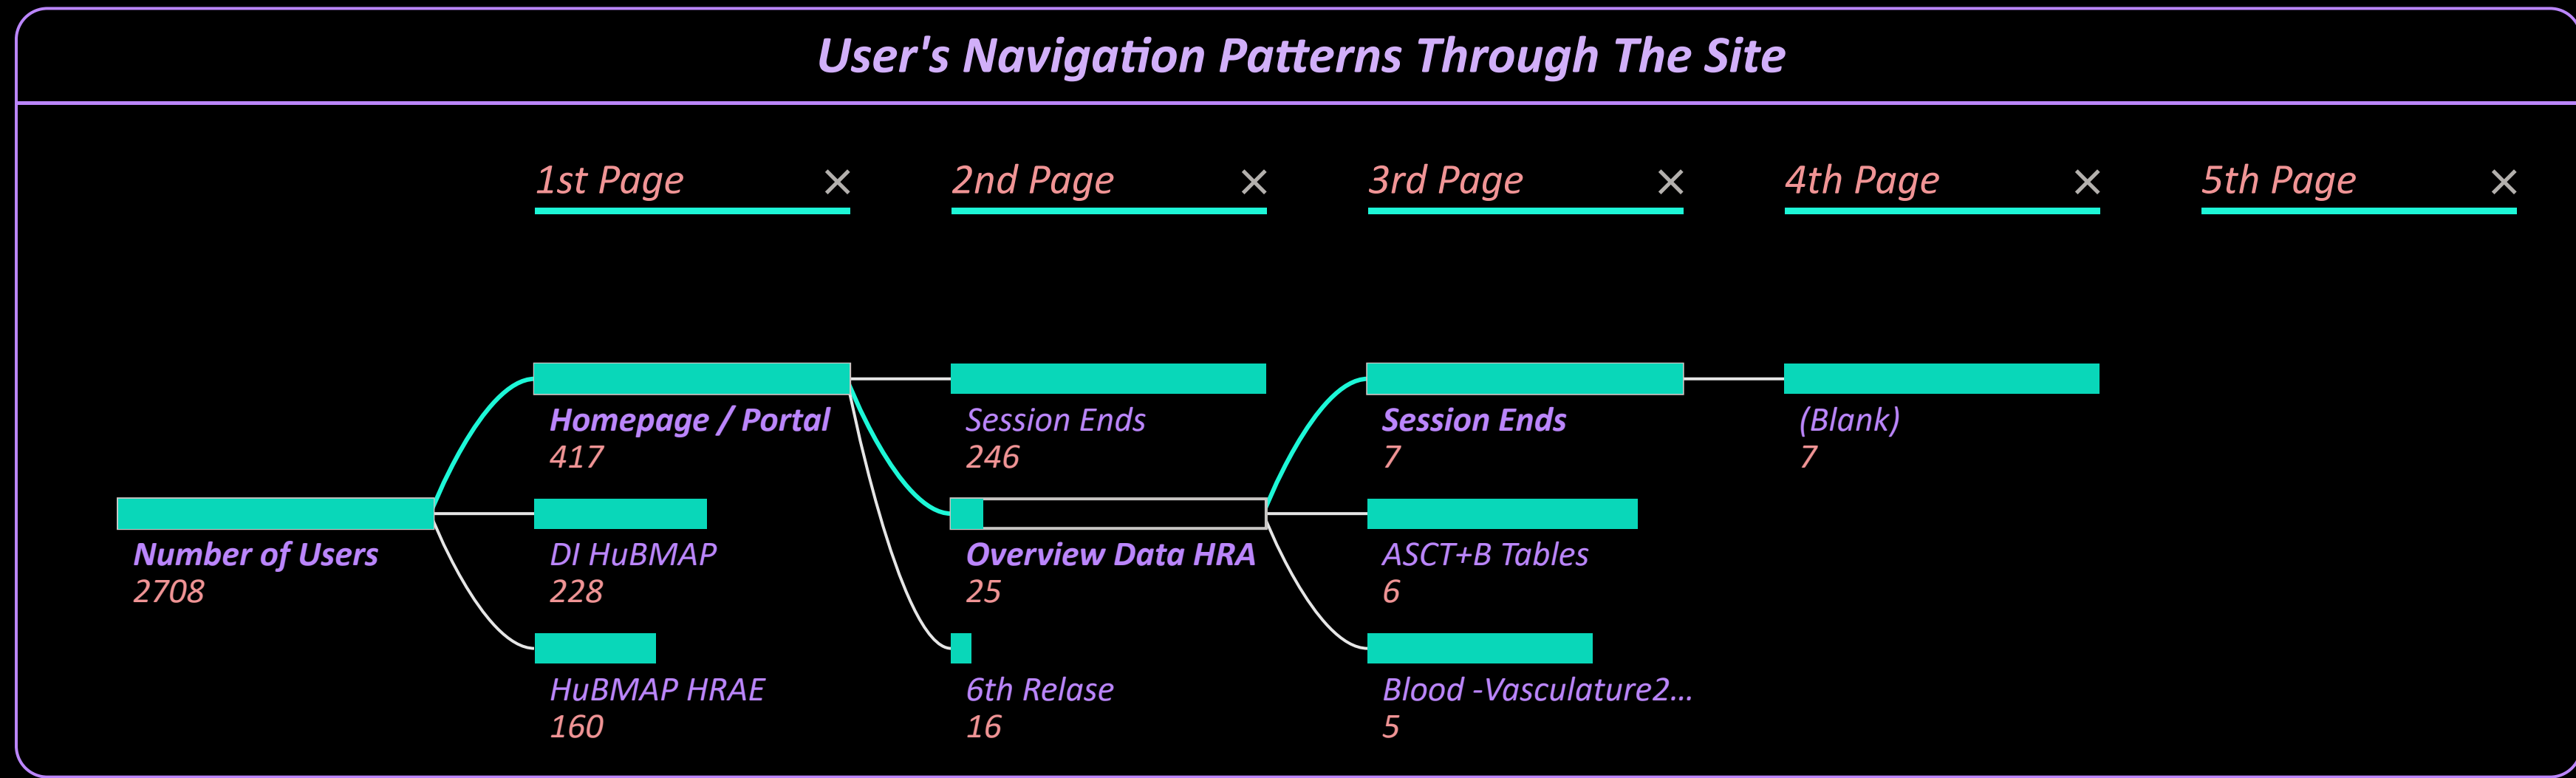 User's Navigation Patterns Through The Site
1st Page
2nd Page
3rd Page
4th Page
5th Page
Number of Users
2708
Homepage / Portal
417
DI HuBMAP
228
HuBMAP HRAE
160
Session Ends
246
Overview Data HRA
25
6th Relase
16
Session Ends
7
ASCT+B Tables
6
Blood -Vasculature2...
5
(Blank)
7